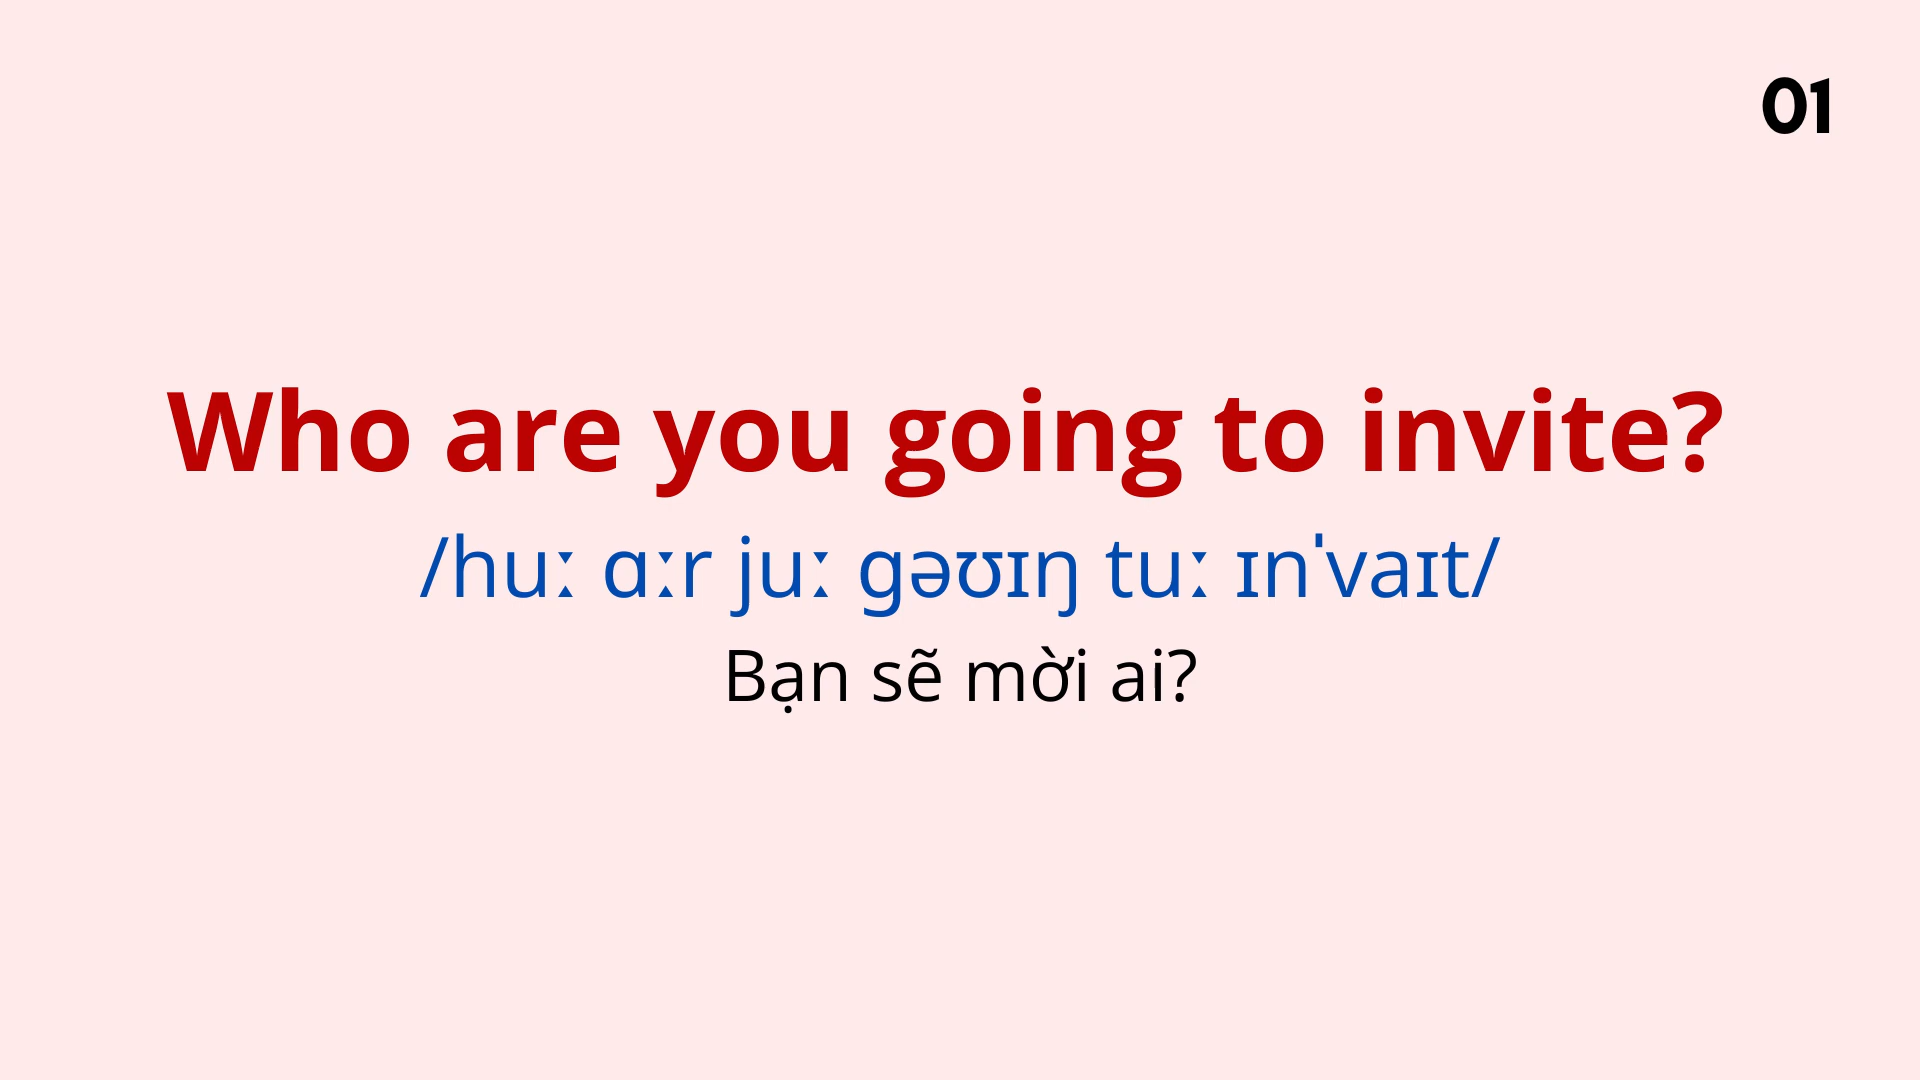 01
Who are you going to invite?
/huː ɑːr juː gəʊɪŋ tuː ɪnˈvaɪt/
Bạn sẽ mời ai?